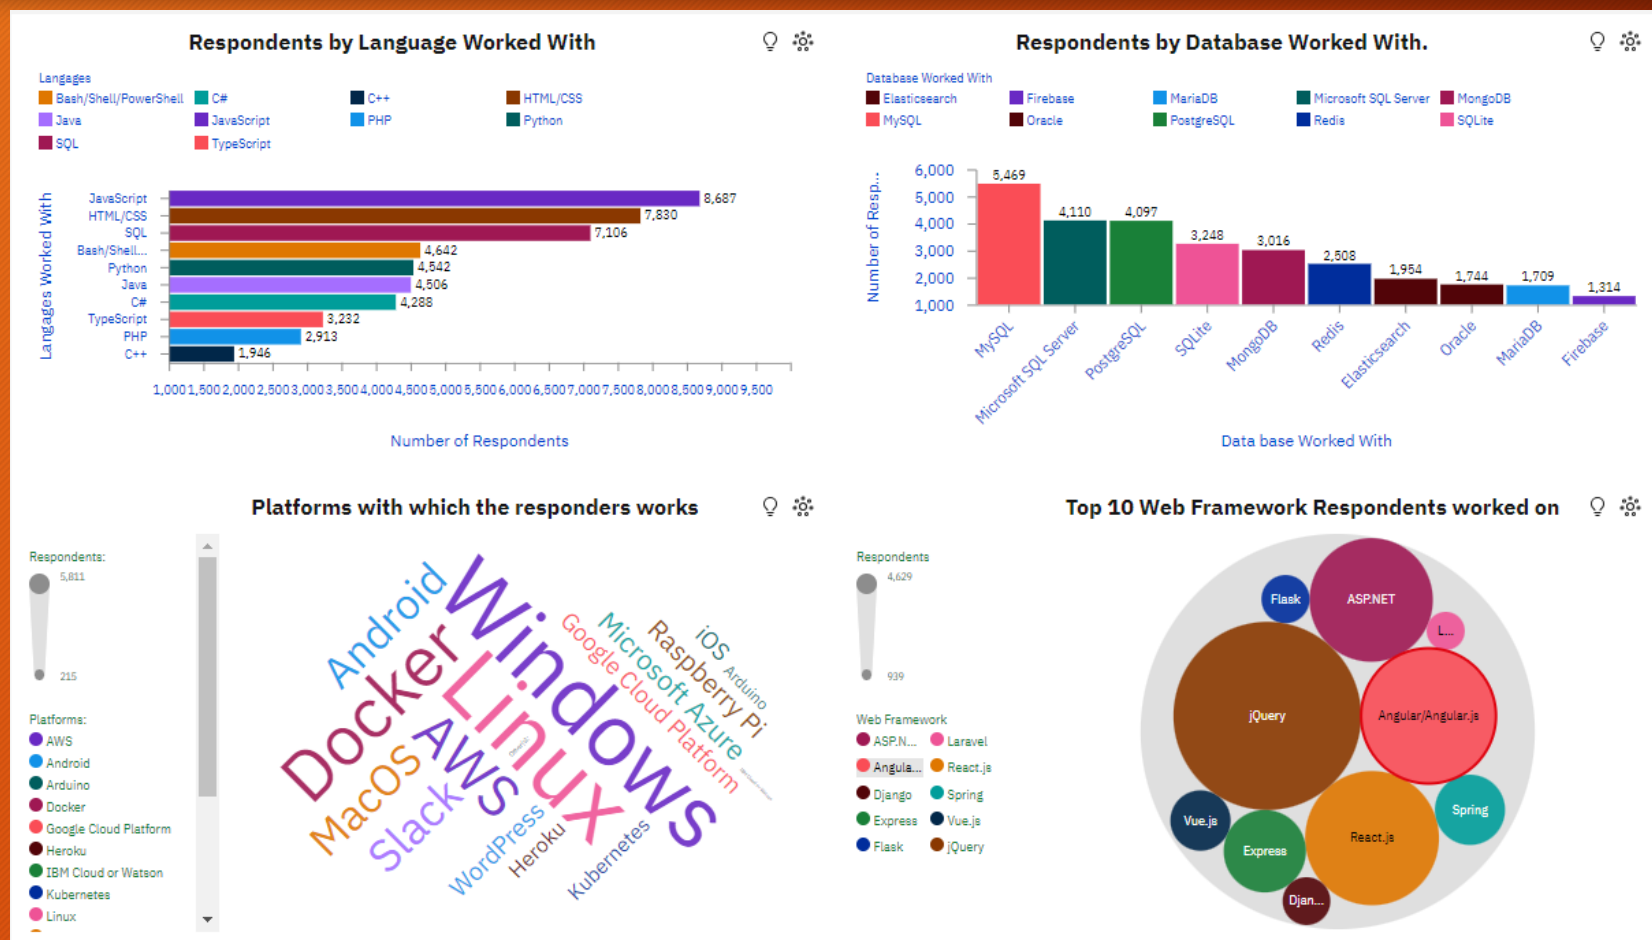 Respondents by Language Worked With
Langages
Bash/Shell/PowerShell C# C++ HTML/CSS
Java JavaScript PHP Python
SQL TypeScript
Langages Worked With
JavaScript 8,687
HTML/CSS 7,830
SQL 7,106
Bash/Shell... 4,642
Python 4,542
Java 4,506
C# 4,288
TypeScript 3,232
PHP 2,913
C++ 1,946
1,000 1,500 2,000 2,500 3,000 3,500 4,000 4,500 5,000 5,500 6,000 6,500 7,000 7,500 8,000 8,500 9,000 9,500
Number of Respondents
Respondents by Database Worked With.
Database Worked With
Elasticsearch Firebase MariaDB Microsoft SQL Server MongoDB
MySQL Oracle PostgreSQL Redis SQLite
Number of Resp...
6,000
5,000
4,000
3,000
2,000
1,000
5,469 4,110 4,097 3,248 3,016 2,508 1,954 1,744 1,709 1,314
MySQL Microsoft SQL Server PostgreSQL SQLite MongoDB Redis Elasticsearch Oracle MariaDB Firebase
Data base Worked With
Platforms with which the responders works
Respondents:
5,811
215
Platforms:
AWS
Android
Arduino
Docker
Google Cloud Platform
Heroku
IBM Cloud or Watson
Kubernetes
Linux
Android
Windows
Docker
Linux
AWS
MacOS
Slack
WordPress
Heroku
Kubernetes
Google Cloud Platform
Microsoft Azure
Raspberry Pi
iOS
Arduino
Top 10 Web Framework Respondents worked on
Respondents
4,629
939
Web Framework
ASP.N... Laravel
Angula... React.js
Django Spring
Express Vue.js
Flask jQuery
Flask
ASP.NET
L...
jQuery
Angular/Angular.js
Vue.js
Express
React.js
Spring
Djan...